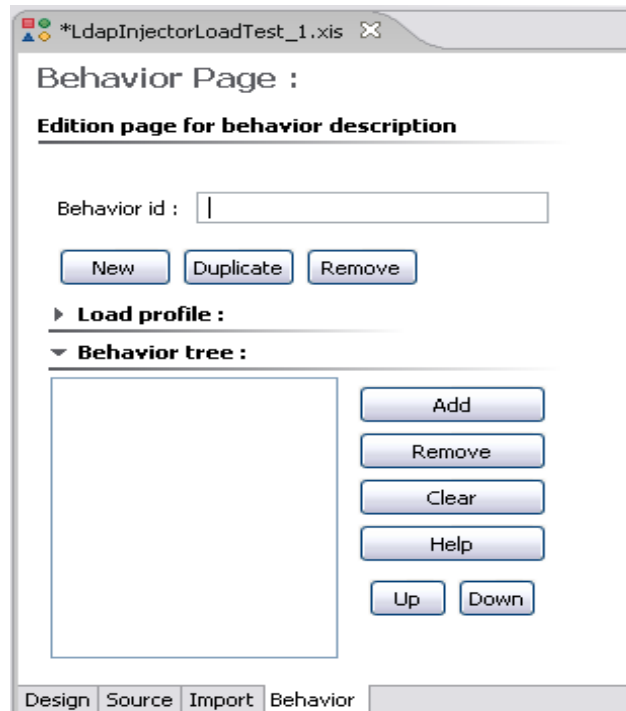 *LdapInjectorLoadTest_1.xis
Behavior Page :
Edition page for behavior description
Behavior id :
New Duplicate Remove
Load profile :
Behavior tree :
Add
Remove
Clear
Help
Up Down
Design Source Import Behavior